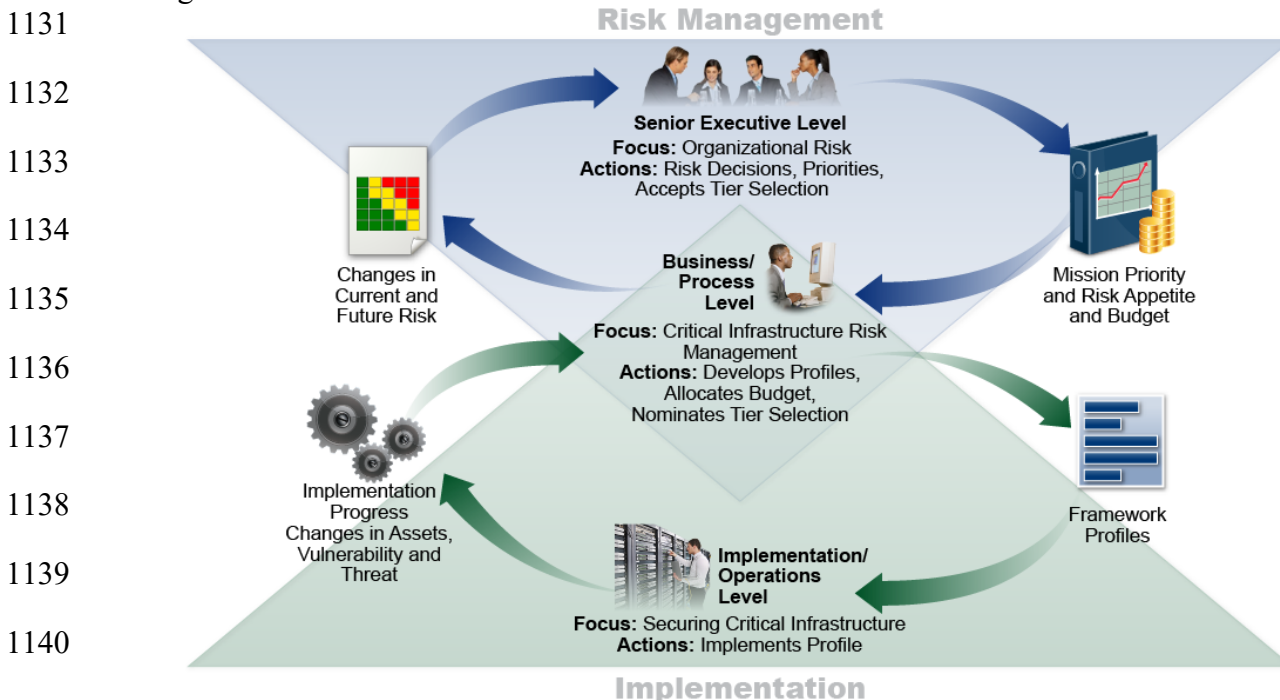 1131
Risk Management
1132
Senior Executive Level
1133
Focus: Organizational Risk
Actions: Risk Decisions, Priorities,
Accepts Tier Selection
1134
Changes in
Current and
Future Risk
Business/
Process
Level
Mission Priority
and Risk Appetite
and Budget
1135
Focus: Critical Infrastructure Risk
Management
Actions: Develops Profiles,
Allocates Budget,
Nominates Tier Selection
1136
1137
Implementation
Progress
Changes in Assets,
Vulnerability and
Threat
Framework
Profiles
1138
Implementation/
Operations
Level
1139
Focus: Securing Critical Infrastructure
Actions: Implements Profile
1140
Implementation